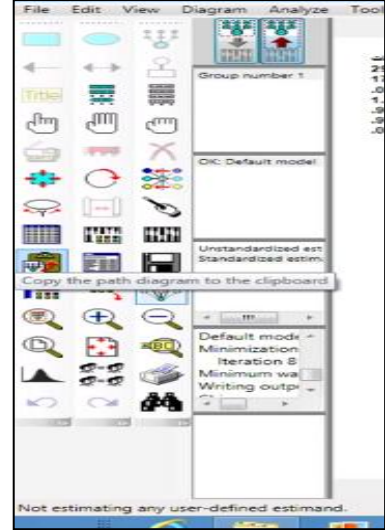 File Edit View Diagram Analyze Tool
Title
Group number 1
OK: Default model
Unstandardized est
Standardized estim
Copy the path diagram to the clipboard
Default mode
Minimization
Iteration 8
Minimum wa
Writing outp
Not estimating any user-defined estimand.